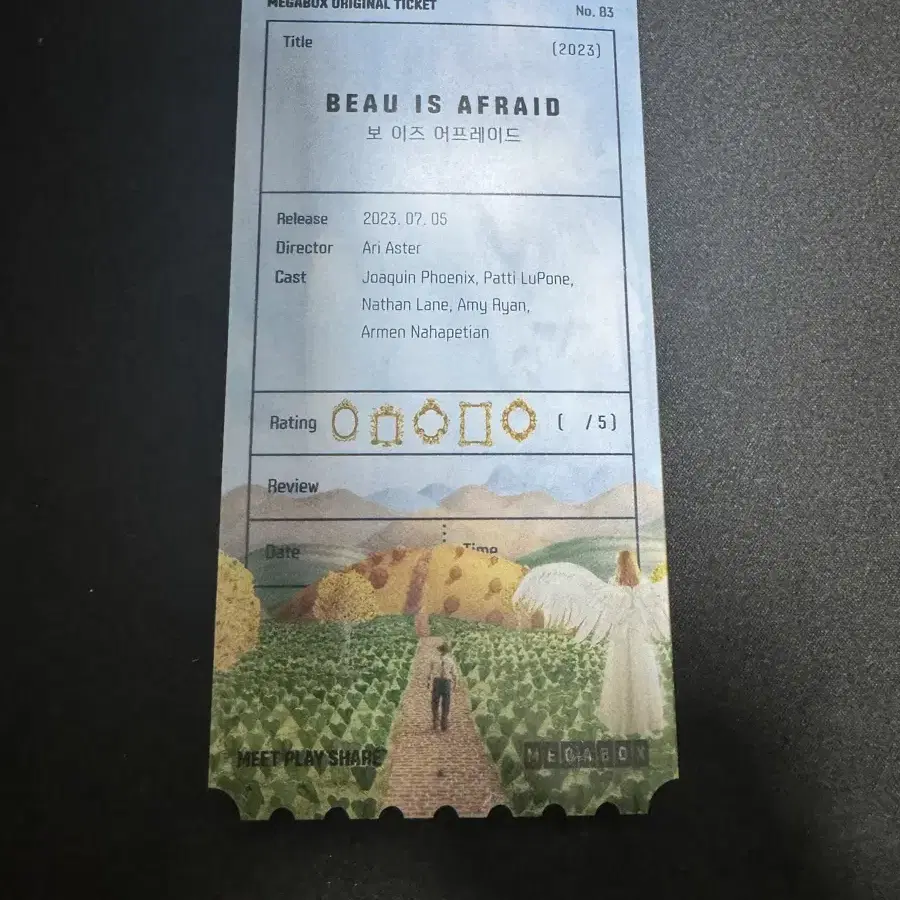 MEGABOX ORIGINAL TICKET
No. 83
Title
(2023)
BEAU IS AFRAID
보 이즈 어프레이드
Release 2023. 07. 05
Director Ari Aster
Cast Joaquin Phoenix, Patti LuPone,
Nathan Lane, Amy Ryan,
Armen Nahapetian
Rating ( /5)
Review
Date Time
MEET PLAY SHARE MEGABOX